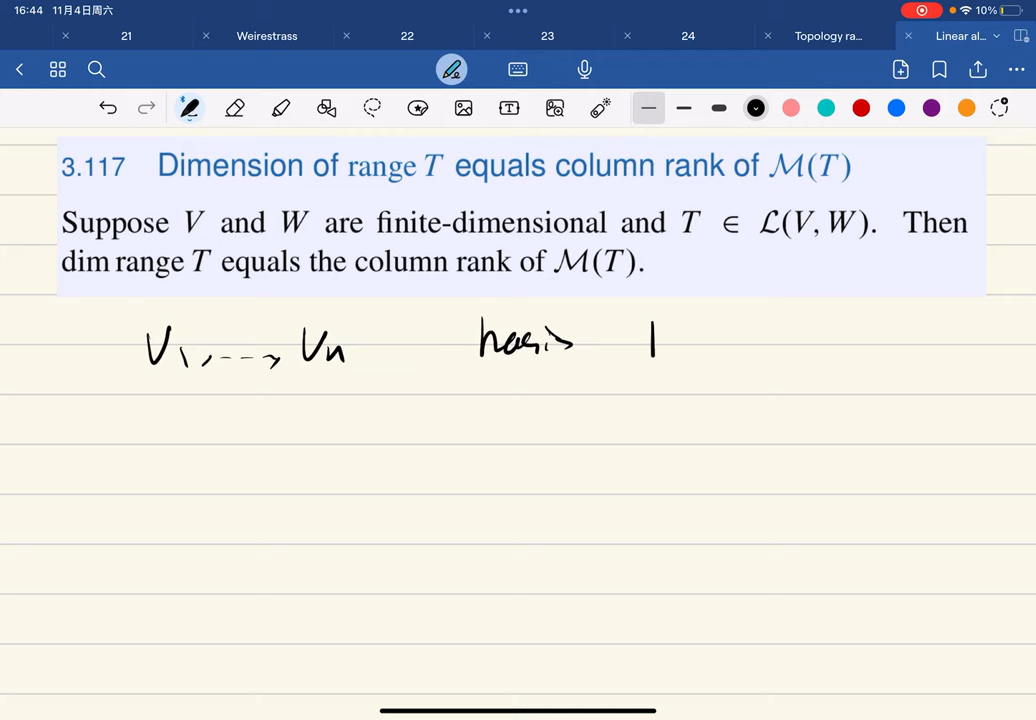 16:44 11月4日周六
10%
21 Weirestrass 22 23 24 Topology ra... Linear al...
3.117 Dimension of range T equals column rank of ℳ(T)
Suppose V and W are finite-dimensional and T ∈ ℒ(V, W). Then
dim range T equals the column rank of ℳ(T).
V₁, ---, Vn basis